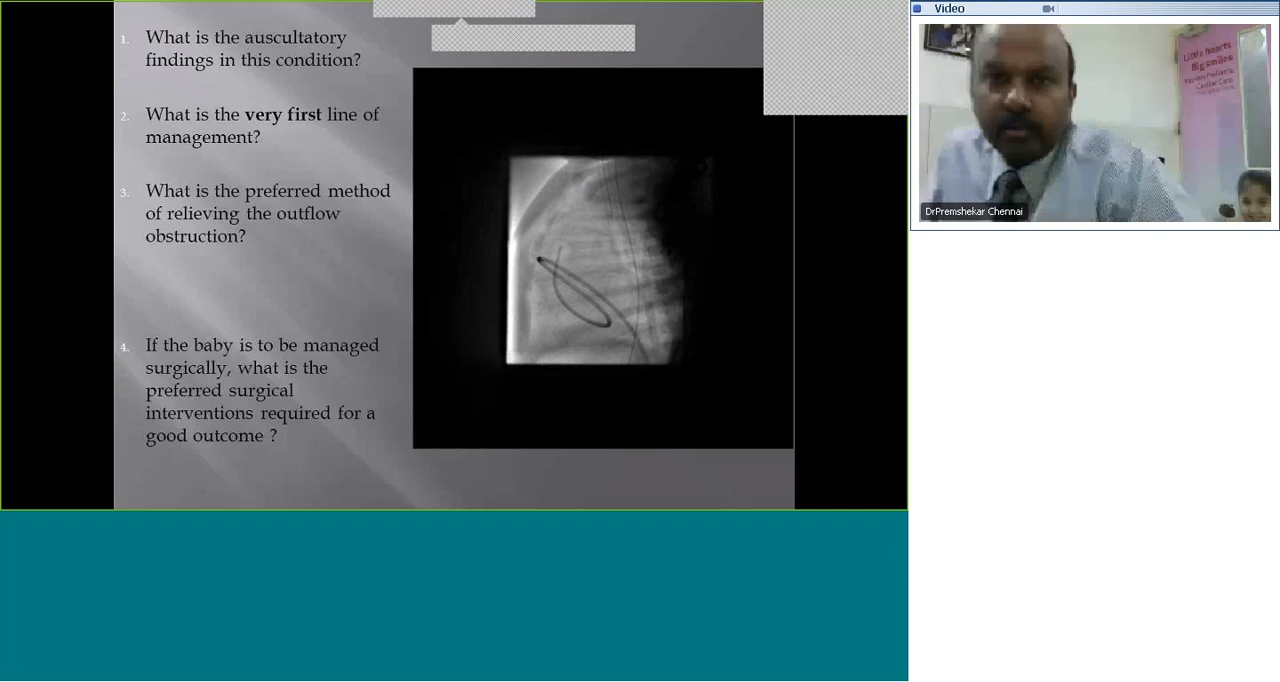 1. What is the auscultatory
findings in this condition?
2. What is the very first line of
management?
3. What is the preferred method
of relieving the outflow
obstruction?
4. If the baby is to be managed
surgically, what is the
preferred surgical
interventions required for a
good outcome ?
Video
Little hearts
Big smiles
Cardiac Care
DrPremshekar Chennai